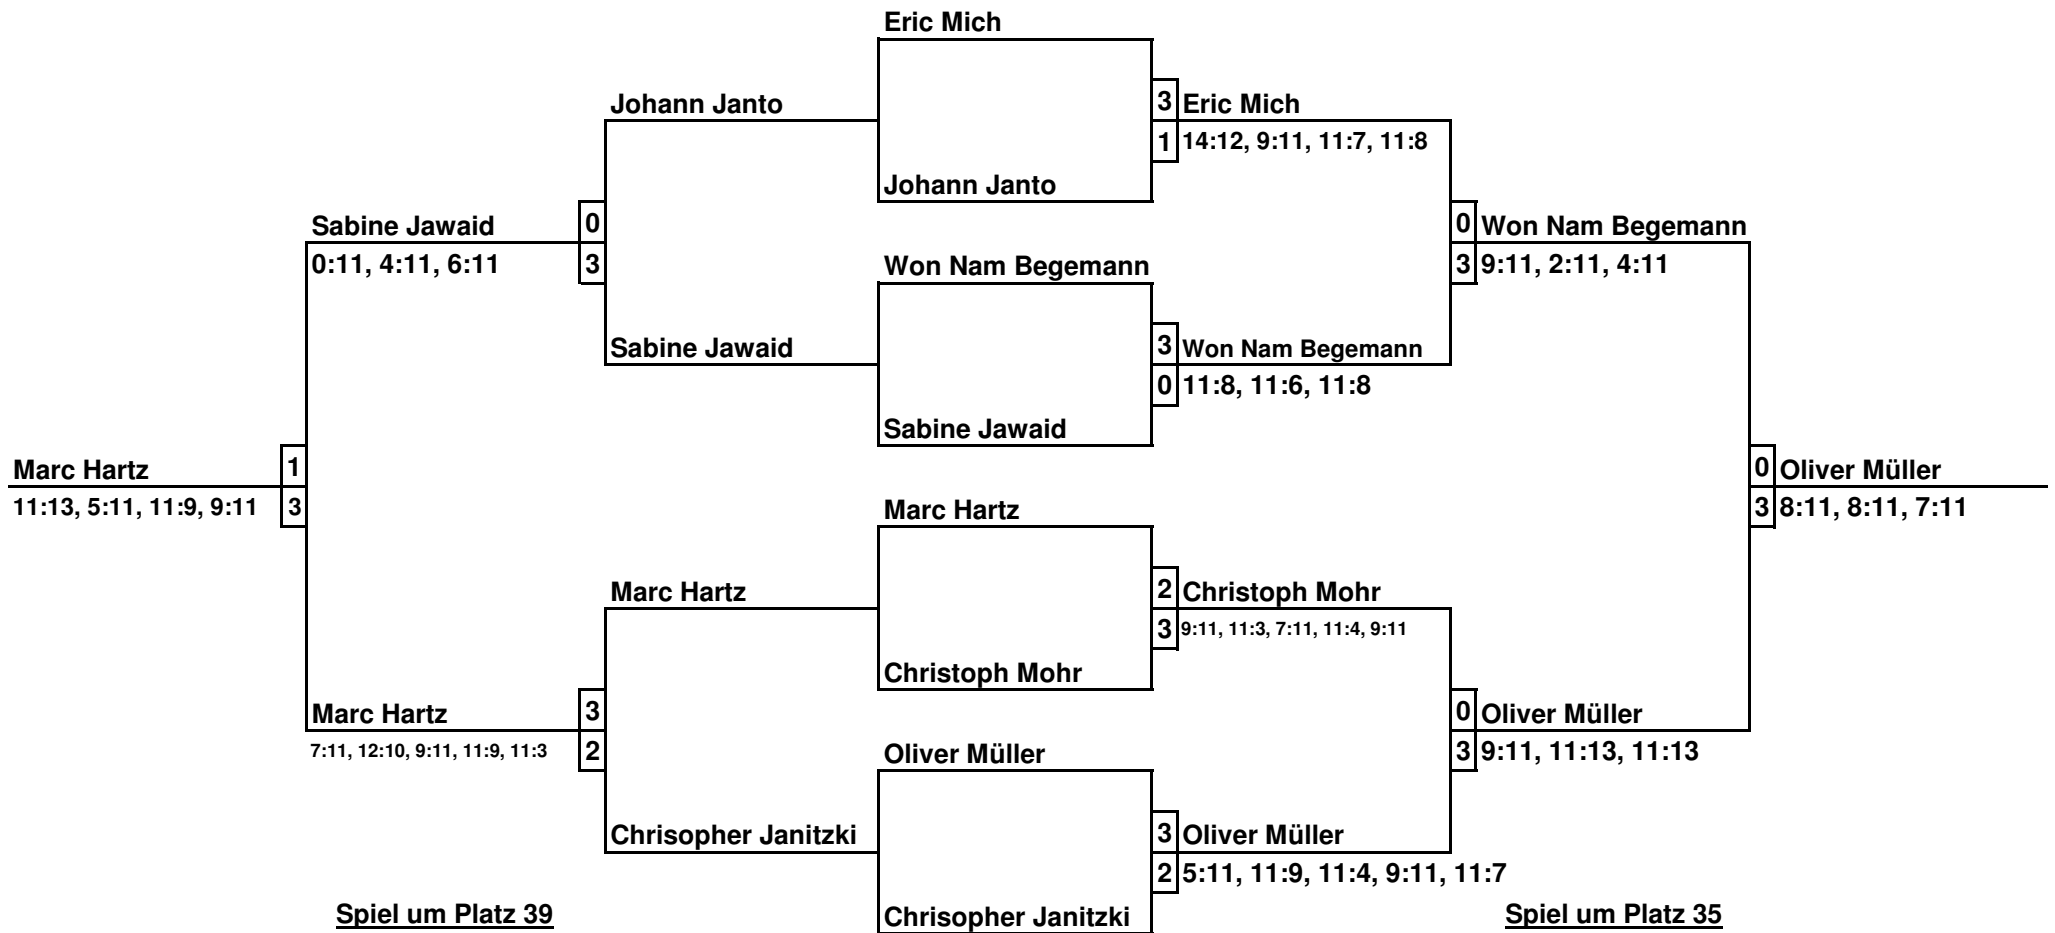 Eric Mich
Johann Janto
3 Eric Mich
1 14:12, 9:11, 11:7, 11:8
Johann Janto
Sabine Jawaid 0
0:11, 4:11, 6:11 3
0 Won Nam Begemann
3 9:11, 2:11, 4:11
Won Nam Begemann
Sabine Jawaid
3 Won Nam Begemann
0 11:8, 11:6, 11:8
Sabine Jawaid
Marc Hartz 1
11:13, 5:11, 11:9, 9:11 3
0 Oliver Müller
3 8:11, 8:11, 7:11
Marc Hartz
Marc Hartz
2 Christoph Mohr
3 9:11, 11:3, 7:11, 11:4, 9:11
Christoph Mohr
Marc Hartz 3
7:11, 12:10, 9:11, 11:9, 11:3 2
0 Oliver Müller
3 9:11, 11:13, 11:13
Oliver Müller
Chrisopher Janitzki
3 Oliver Müller
2 5:11, 11:9, 11:4, 9:11, 11:7
Chrisopher Janitzki
Spiel um Platz 39
Spiel um Platz 35